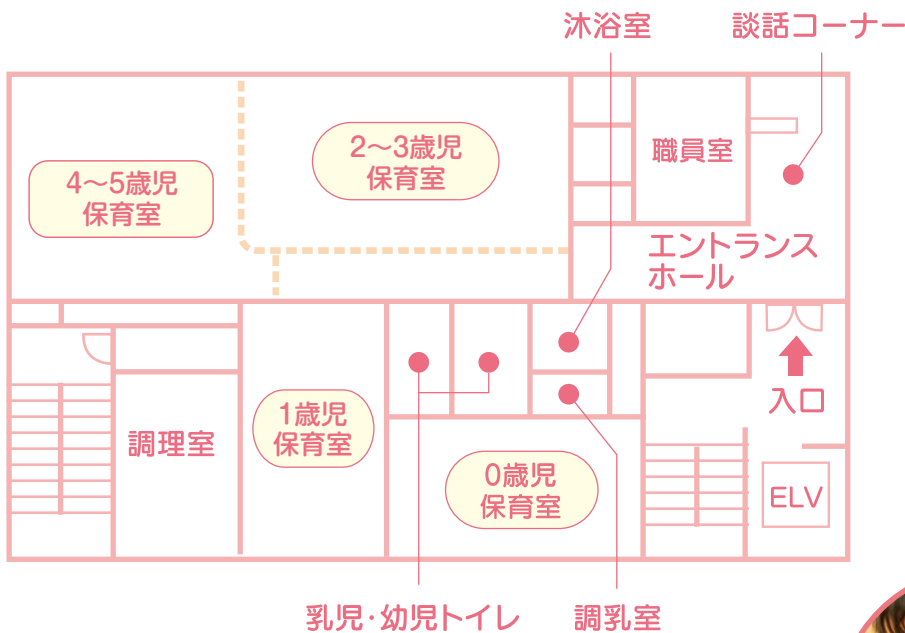 沐浴室
談話コーナー
2〜3歳児
保育室
職員室
4〜5歳児
保育室
エントランス
ホール
入口
1歳児
保育室
調理室
0歳児
保育室
ELV
乳児・幼児トイレ
調乳室